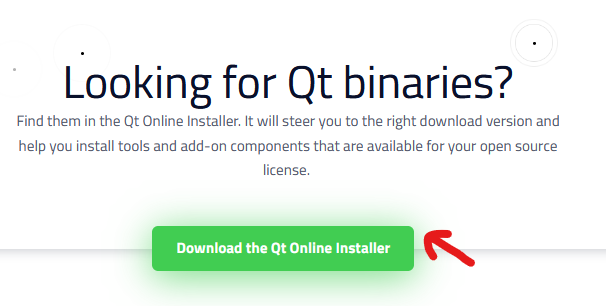 Looking for Qt binaries?
Find them in the Qt Online Installer. It will steer you to the right download version and
help you install tools and add-on components that are available for your open source
license.
Download the Qt Online Installer